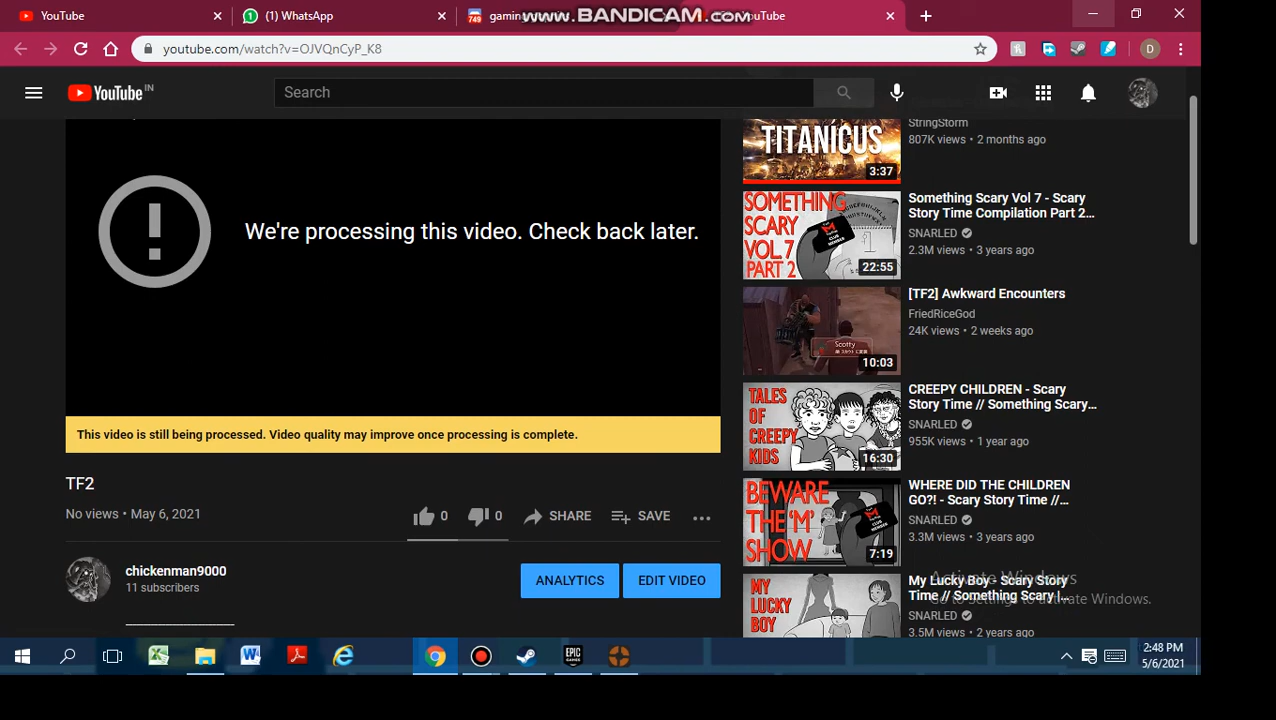 YouTube
(1) WhatsApp
749
gaming
www.BANDICAM.com
YouTube
youtube.com/watch?v=OJVQnCyP_K8
D
YouTube IN
Search
We're processing this video. Check back later.
This video is still being processed. Video quality may improve once processing is complete.
TF2
No views • May 6, 2021
0
0
SHARE
SAVE
chickenman9000
11 subscribers
ANALYTICS
EDIT VIDEO
TITANICUS
3:37
StringStorm
807K views • 2 months ago
SOMETHING
SCARY
VOL 7
PART 2
22:55
Something Scary Vol 7 - Scary
Story Time Compilation Part 2...
SNARLED
2.3M views • 3 years ago
Scotty
10:03
[TF2] Awkward Encounters
FriedRiceGod
24K views • 2 weeks ago
TALES
OF
CREEPY
KIDS
16:30
CREEPY CHILDREN - Scary
Story Time // Something Scary...
SNARLED
955K views • 1 year ago
BEWARE
THE 'M'
SHOW
7:19
WHERE DID THE CHILDREN
GO?! - Scary Story Time //...
SNARLED
3.3M views • 3 years ago
MY
LUCKY
BOY
My Lucky Boy - Scary Story
Time // Something Scary |...
SNARLED
3.5M views • 2 years ago
Activate Windows
Go to Settings to activate Windows.
EPIC
GAMES
2:48 PM
5/6/2021